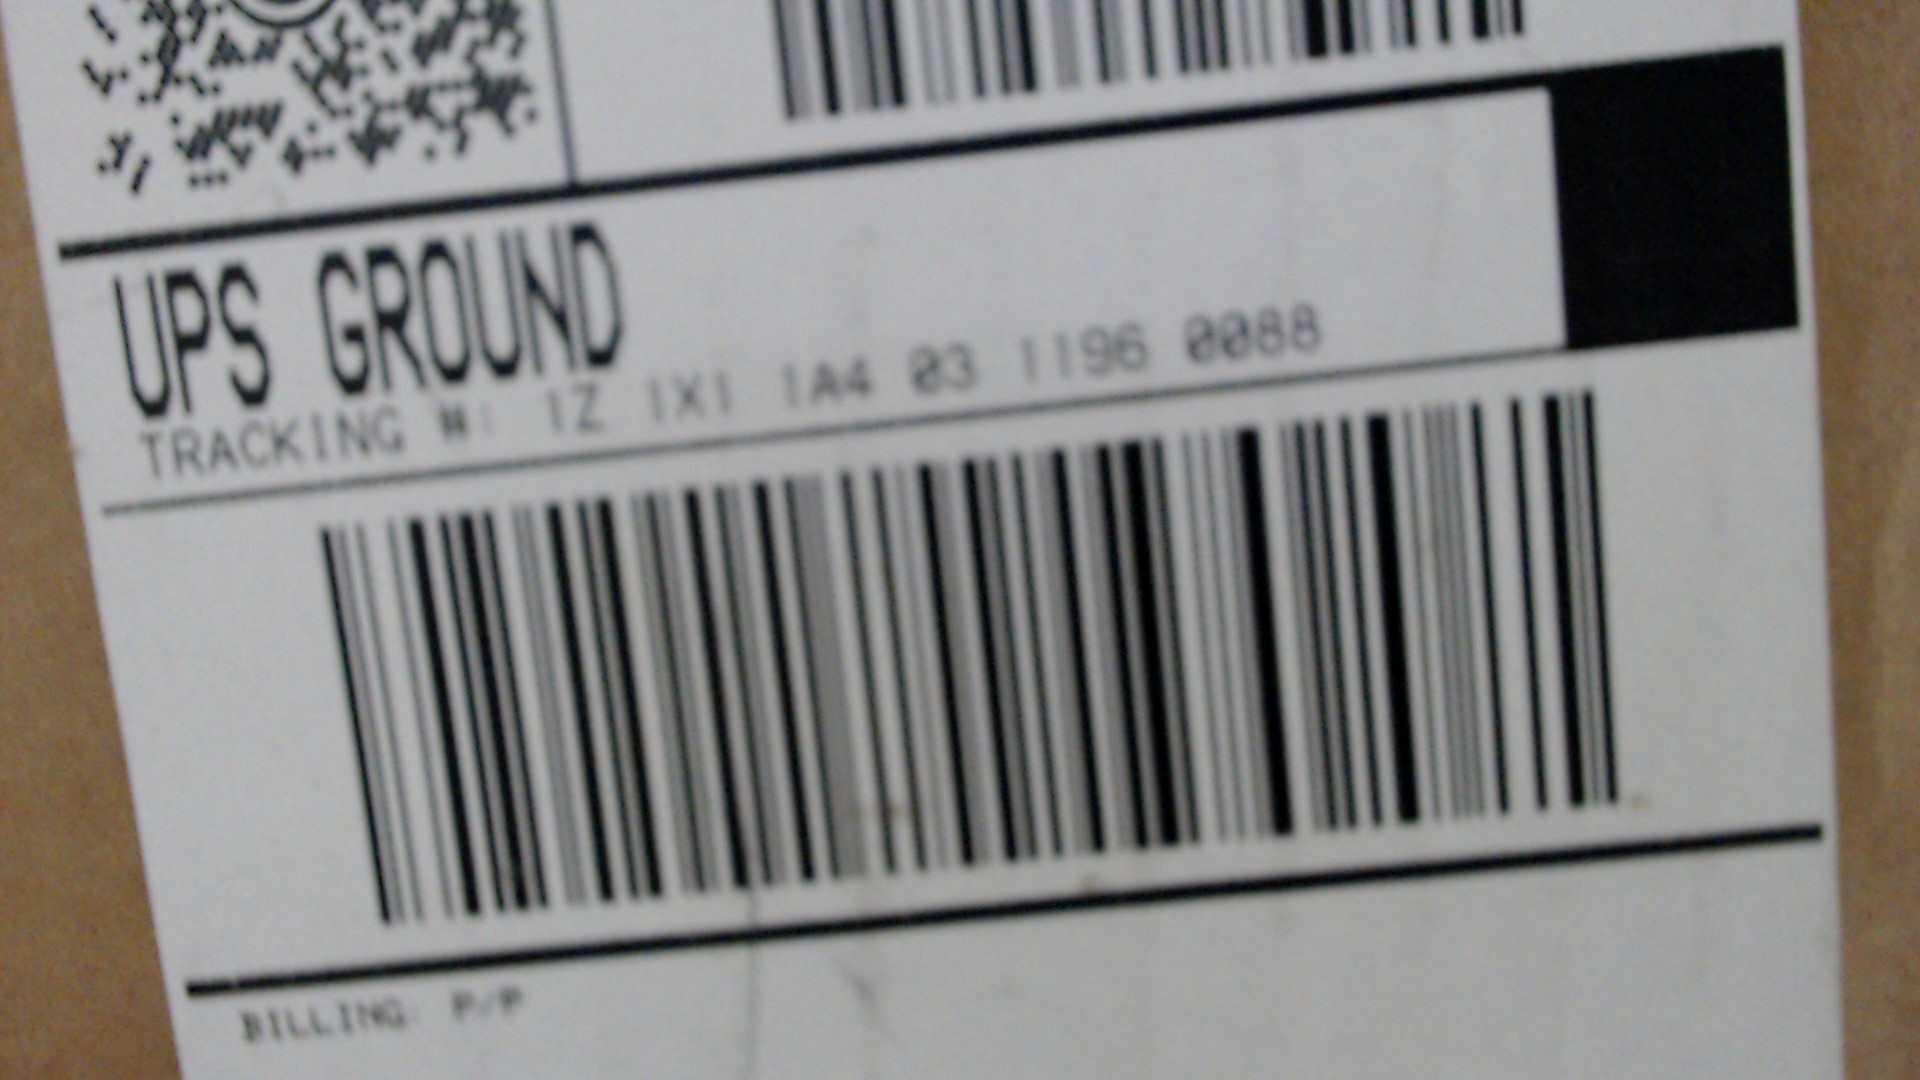 UPS GROUND
TRACKING #: 1Z 1X1 1A4 03 1196 0088
BILLING: P/P